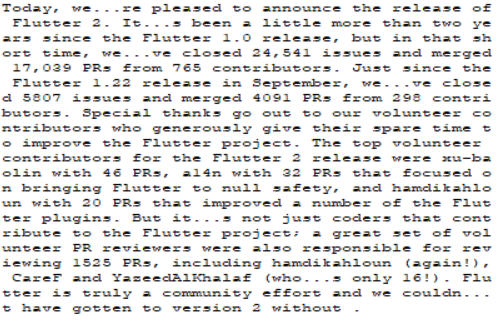 Today, we...re pleased to announce the release of
 Flutter 2. It...s been a little more than two ye
ars since the Flutter 1.0 release, but in that sh
ort time, we...ve closed 24,541 issues and merged
 17,039 PRs from 765 contributors. Just since the
 Flutter 1.22 release in September, we...ve close
d 5807 issues and merged 4091 PRs from 298 contri
butors. Special thanks go out to our volunteer co
ntributors who generously give their spare time t
o improve the Flutter project. The top volunteer
contributors for the Flutter 2 release were xu-ba
olin with 46 PRs, al4n with 32 PRs that focused o
n bringing Flutter to null safety, and hamdikahlo
un with 20 PRs that improved a number of the Flut
ter plugins. But it...s not just coders that cont
ribute to the Flutter project; a great set of vol
unteer PR reviewers were also responsible for rev
iewing 1525 PRs, including hamdikahloun (again!),
 CareF and YazeedAlKhalaf (who...s only 16!). Flu
tter is truly a community effort and we couldn...
t have gotten to version 2 without .